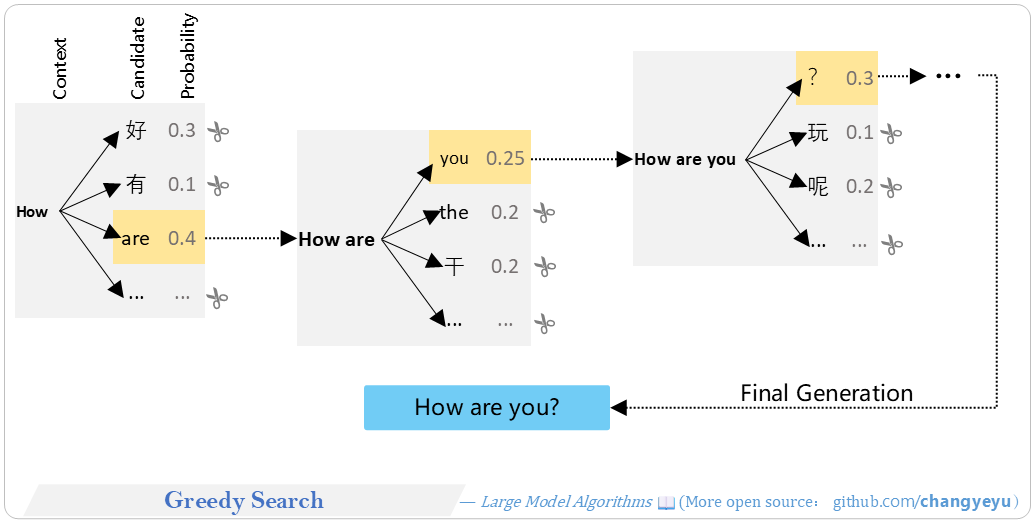 Context
Candidate
Probability
How
好 0.3
有 0.1
are 0.4
... ...
How are
you 0.25
the 0.2
干 0.2
... ...
How are you
？ 0.3
玩 0.1
呢 0.2
... ...
...
Final Generation
How are you?
Greedy Search
— Large Model Algorithms 📖 (More open source： github.com/changyeyu)